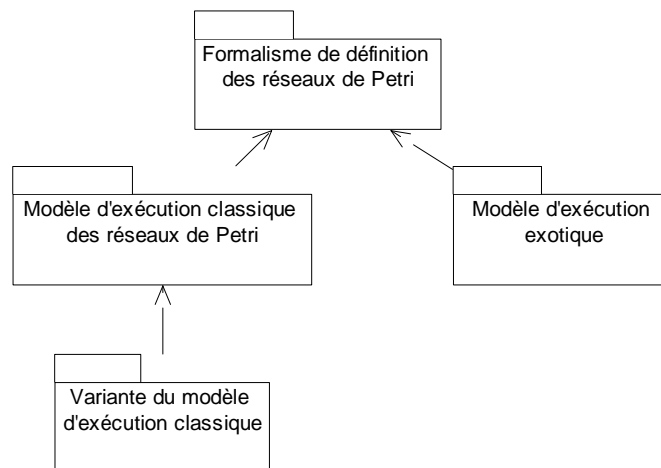 Formalisme de définition
des réseaux de Petri
Modèle d'exécution classique
des réseaux de Petri
Modèle d'exécution
exotique
Variante du modèle
d'exécution classique